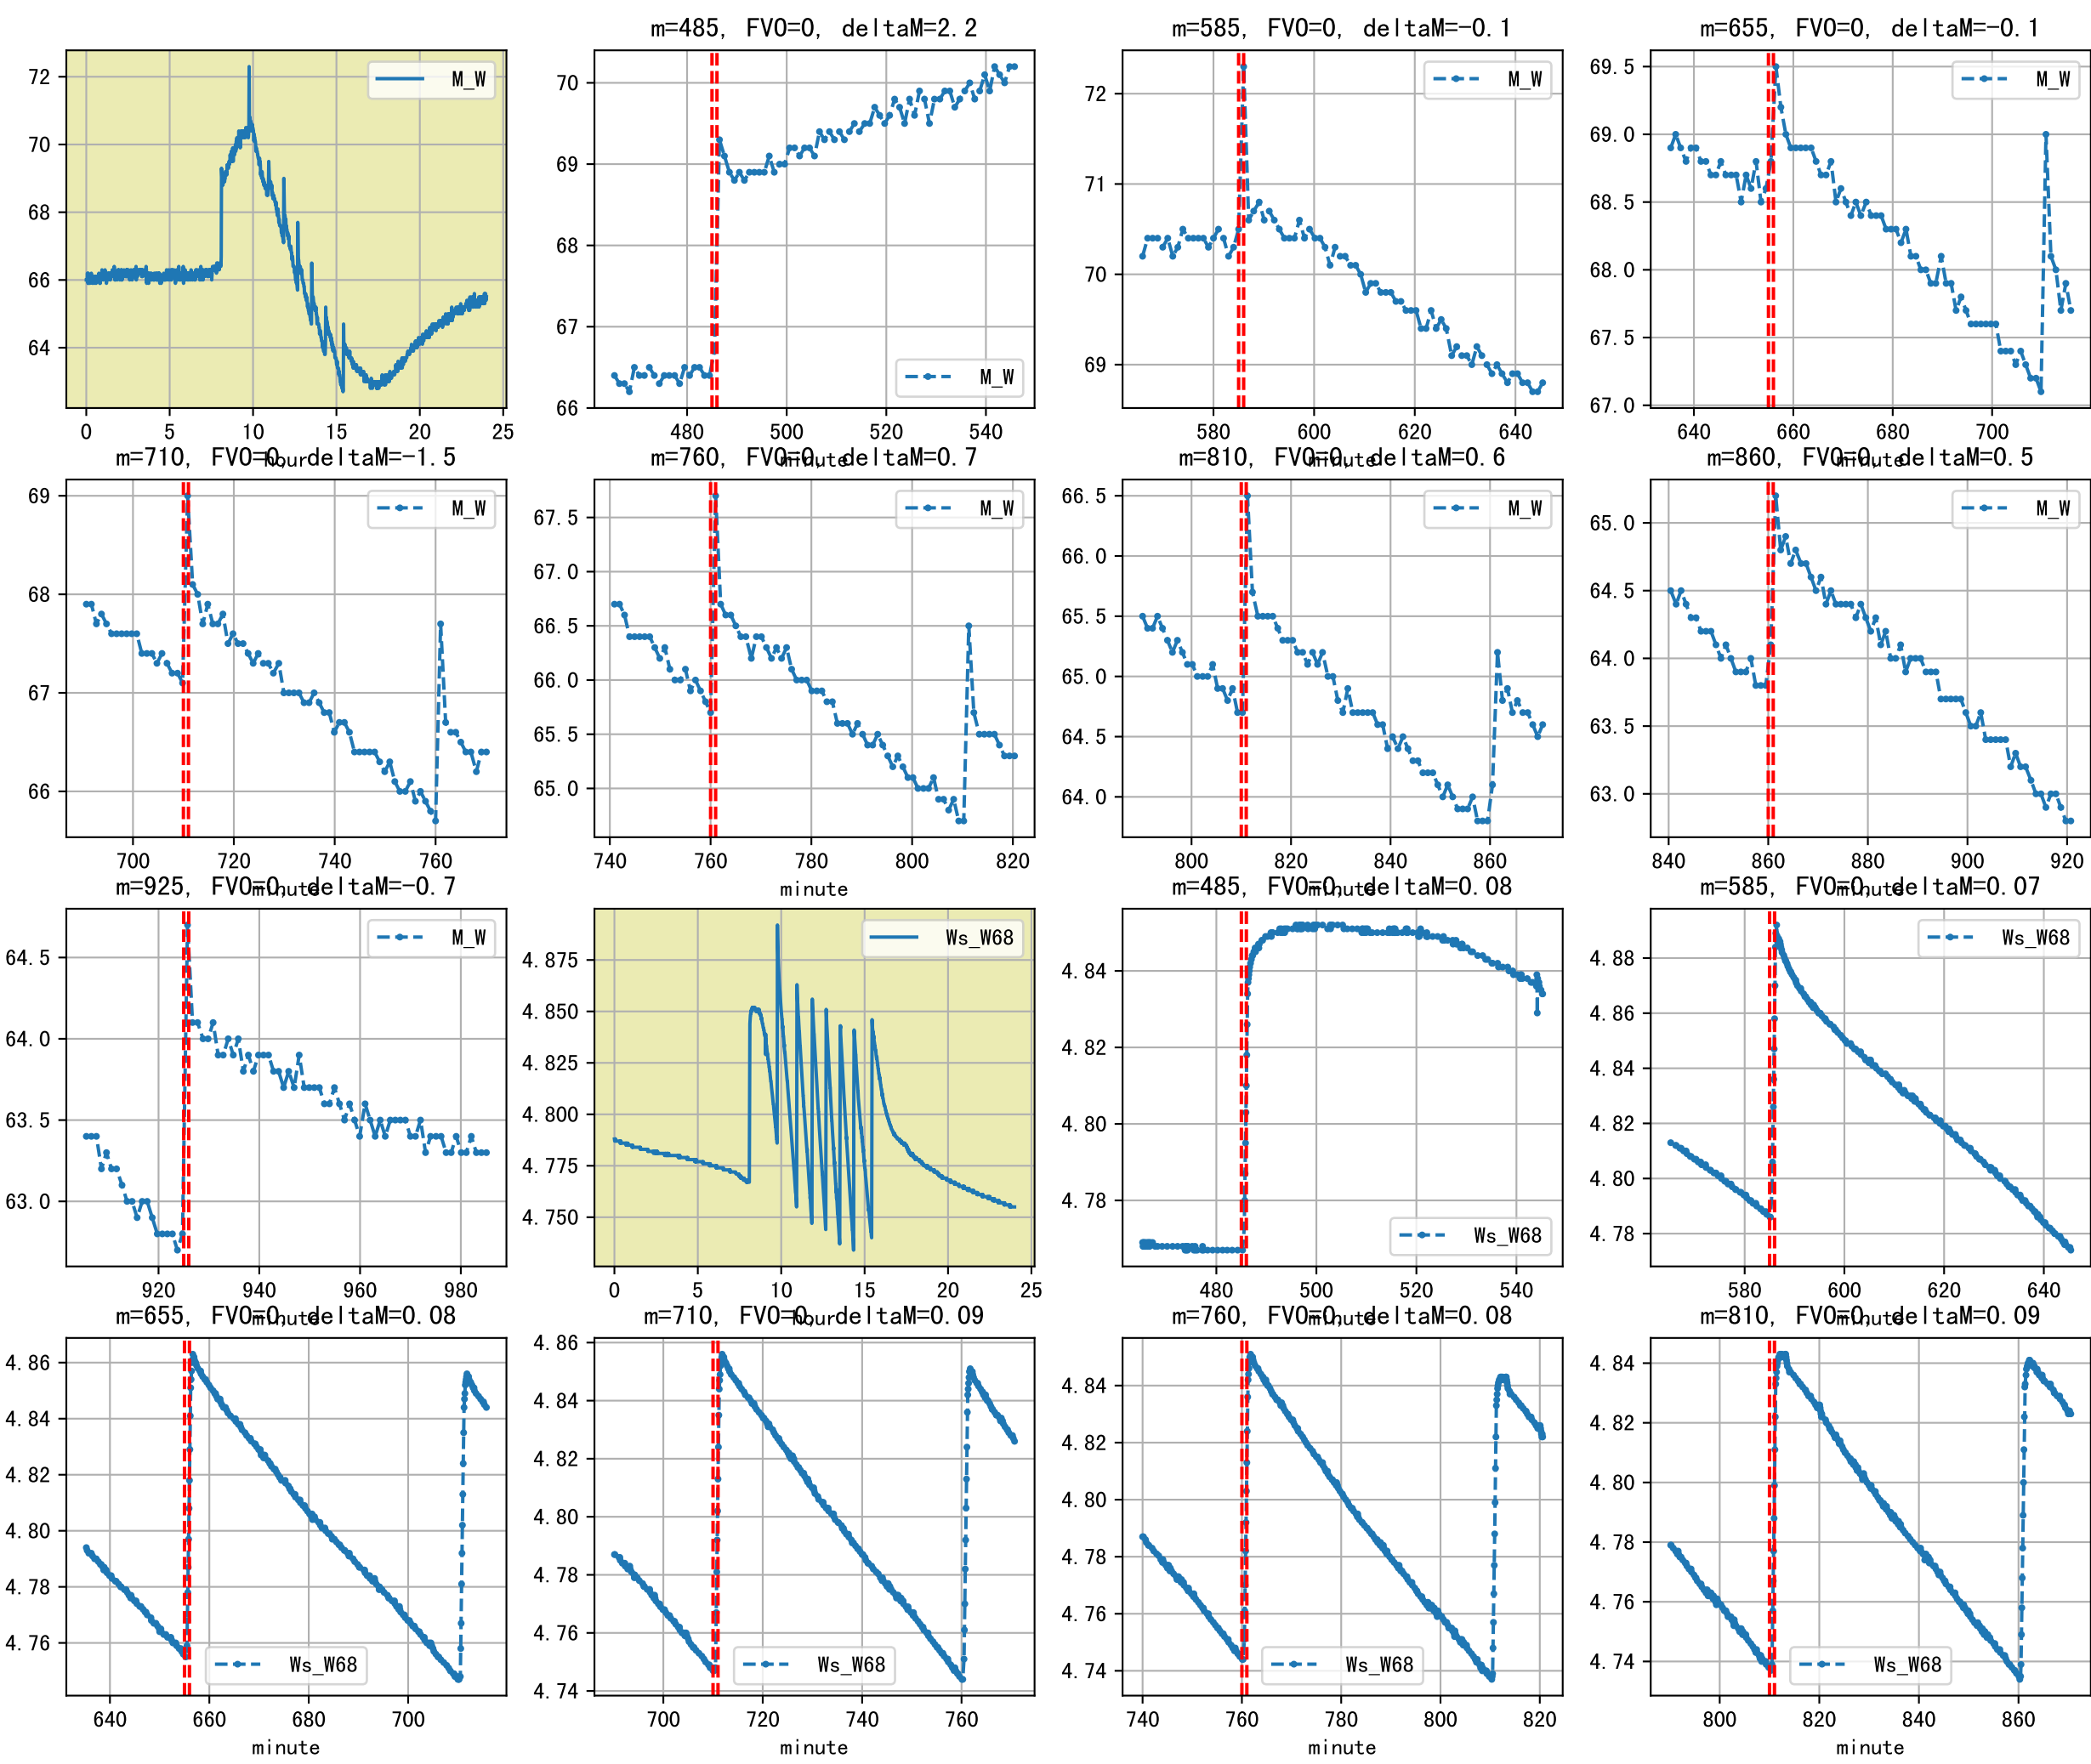 m=485, FVO=0, deltaM=2.2
m=585, FVO=0, deltaM=-0.1
m=655, FVO=0, deltaM=-0.1
72 70 68 66 64
M_W
0 5 10 15 20 25
hour
70 69 68 67 66
M_W
480 500 520 540
minute
72 71 70 69
M_W
580 600 620 640
minute
69.5 69.0 68.5 68.0 67.5 67.0
M_W
640 660 680 700
minute
m=710, FVO=0, deltaM=-1.5
m=760, FVO=0, deltaM=0.7
m=810, FVO=0, deltaM=0.6
m=860, FVO=0, deltaM=0.5
69 68 67 66
M_W
700 720 740 760
minute
67.5 67.0 66.5 66.0 65.5 65.0
M_W
740 760 780 800 820
minute
66.5 66.0 65.5 65.0 64.5 64.0
M_W
800 820 840 860
minute
65.0 64.5 64.0 63.5 63.0
M_W
840 860 880 900 920
minute
m=925, FVO=0, deltaM=-0.7
m=485, FVO=0, deltaM=0.08
m=585, FVO=0, deltaM=0.07
64.5 64.0 63.5 63.0
M_W
920 940 960 980
minute
4.875 4.850 4.825 4.800 4.775 4.750
Ws_W68
0 5 10 15 20 25
hour
4.84 4.82 4.80 4.78
Ws_W68
480 500 520 540
minute
4.88 4.86 4.84 4.82 4.80 4.78
Ws_W68
580 600 620 640
minute
m=655, FVO=0, deltaM=0.08
m=710, FVO=0, deltaM=0.09
m=760, FVO=0, deltaM=0.08
m=810, FVO=0, deltaM=0.09
4.86 4.84 4.82 4.80 4.78 4.76
Ws_W68
640 660 680 700
minute
4.86 4.84 4.82 4.80 4.78 4.76 4.74
Ws_W68
700 720 740 760
minute
4.84 4.82 4.80 4.78 4.76 4.74
Ws_W68
740 760 780 800 820
minute
4.84 4.82 4.80 4.78 4.76 4.74
Ws_W68
800 820 840 860
minute